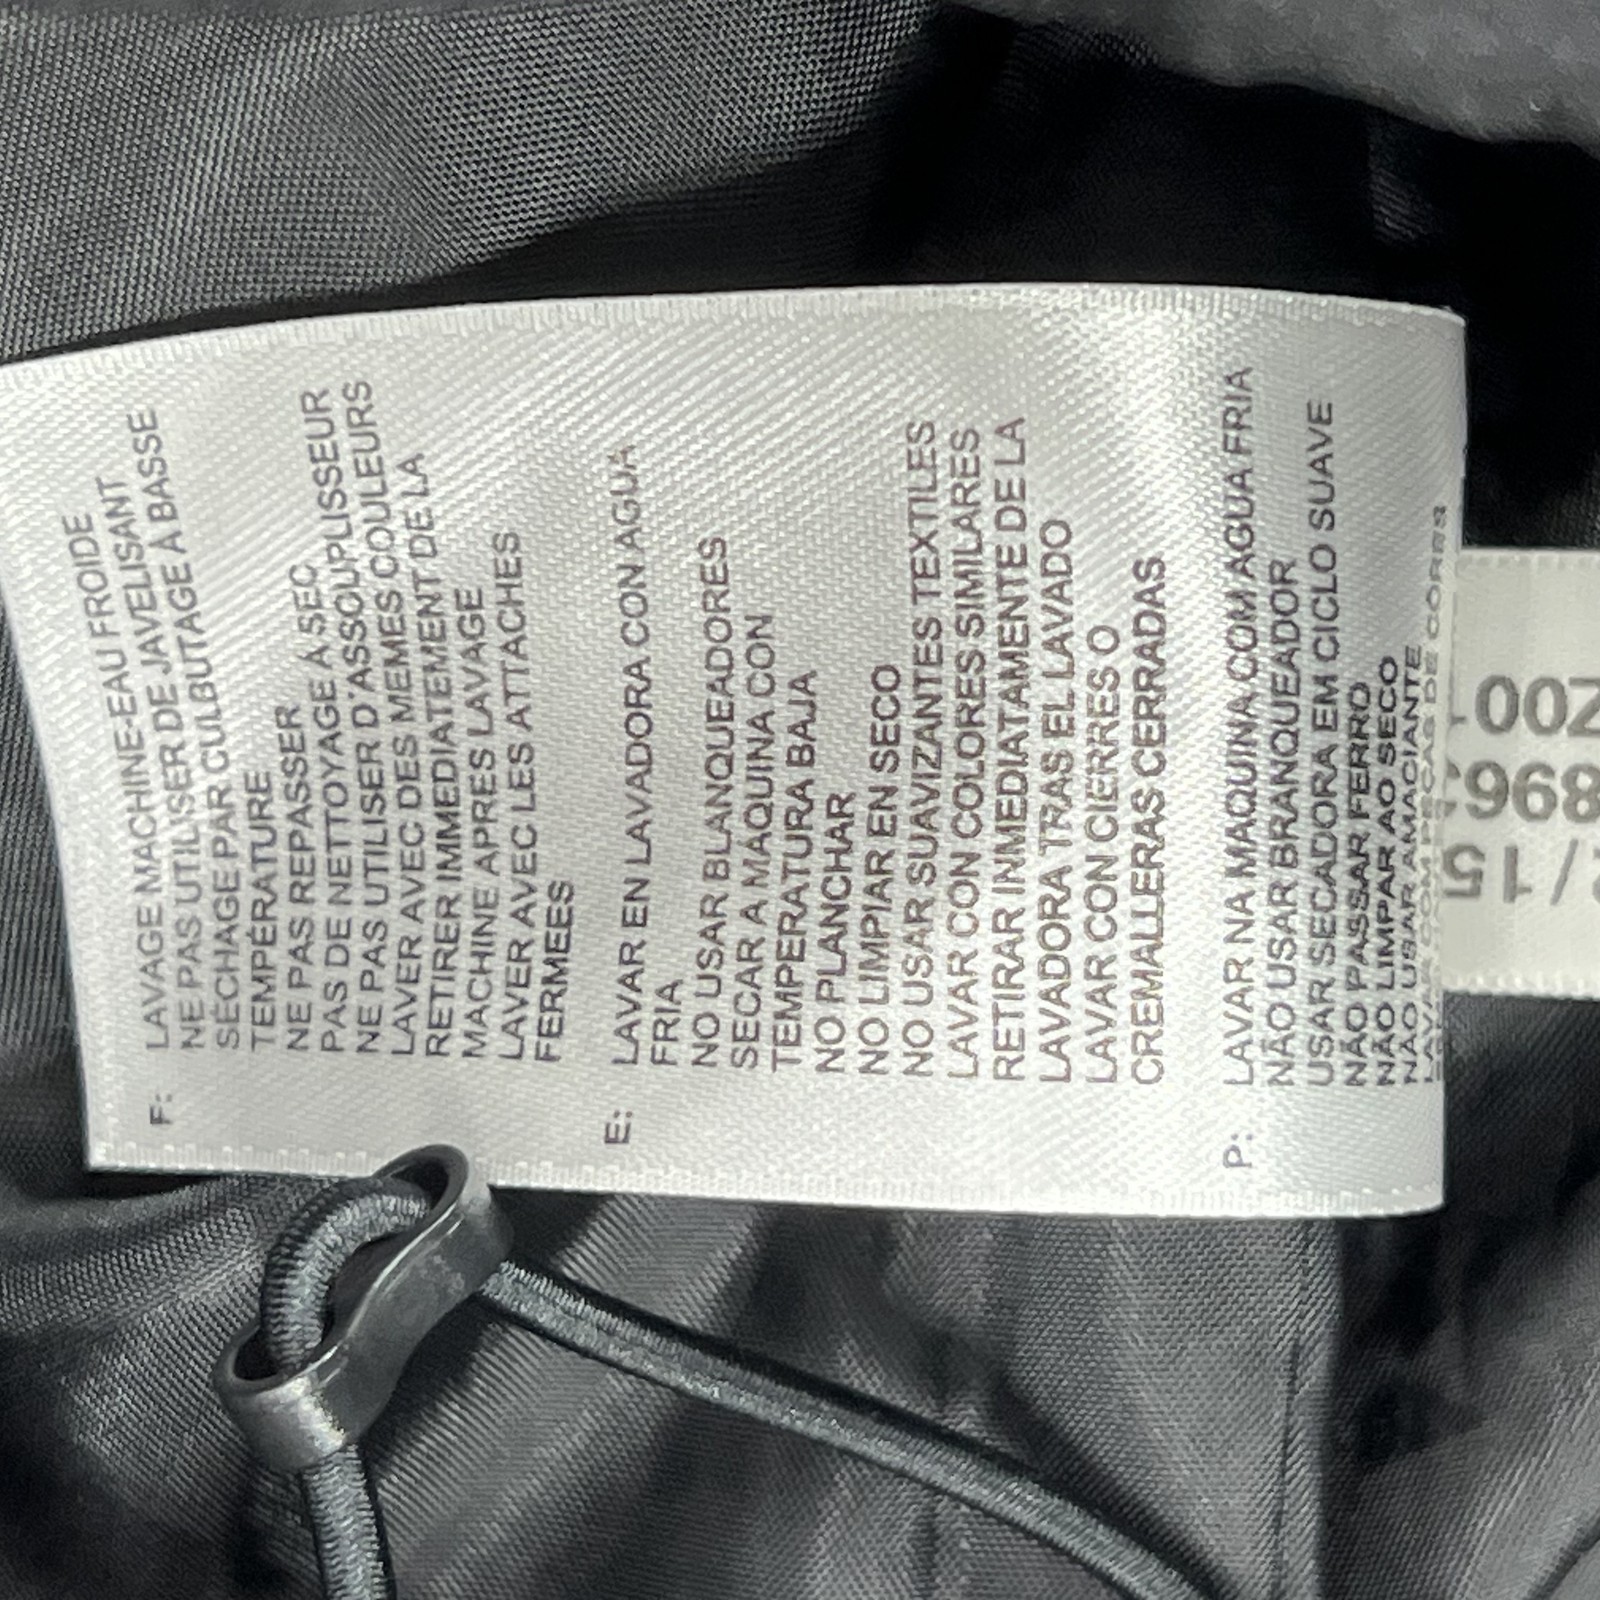 F: LAVAGE MACHINE-EAU FROIDE
NE PAS UTILISER DE JAVELISANT
SÉCHAGE PAR CULBUTAGE À BASSE
TEMPÉRATURE
NE PAS REPASSER
PAS DE NETTOYAGE À SEC
NE PAS UTILISER D'ASSOUPLISSEUR
LAVER AVEC DES MEMES COULEURS
RETIRER IMMEDIATEMENT DE LA
MACHINE APRES LAVAGE
LAVER AVEC LES ATTACHES
FERMEES
E: LAVAR EN LAVADORA CON AGUA
FRIA
NO USAR BLANQUEADORES
SECAR A MAQUINA CON
TEMPERATURA BAJA
NO PLANCHAR
NO LIMPIAR EN SECO
NO USAR SUAVIZANTES TEXTILES
LAVAR CON COLORES SIMILARES
RETIRAR INMEDIATAMENTE DE LA
LAVADORA TRAS EL LAVADO
LAVAR CON CIERRES O
CREMALLERAS CERRADAS
P: LAVAR NA MAQUINA COM AGUA FRIA
NÃO USAR BRANQUEADOR
USAR SECADORA EM CICLO SUAVE
NÃO PASSAR FERRO
NÃO LIMPAR AO SECO
NÃO USAR AMACIANTE
LAVAR COM PEÇAS DE CORES